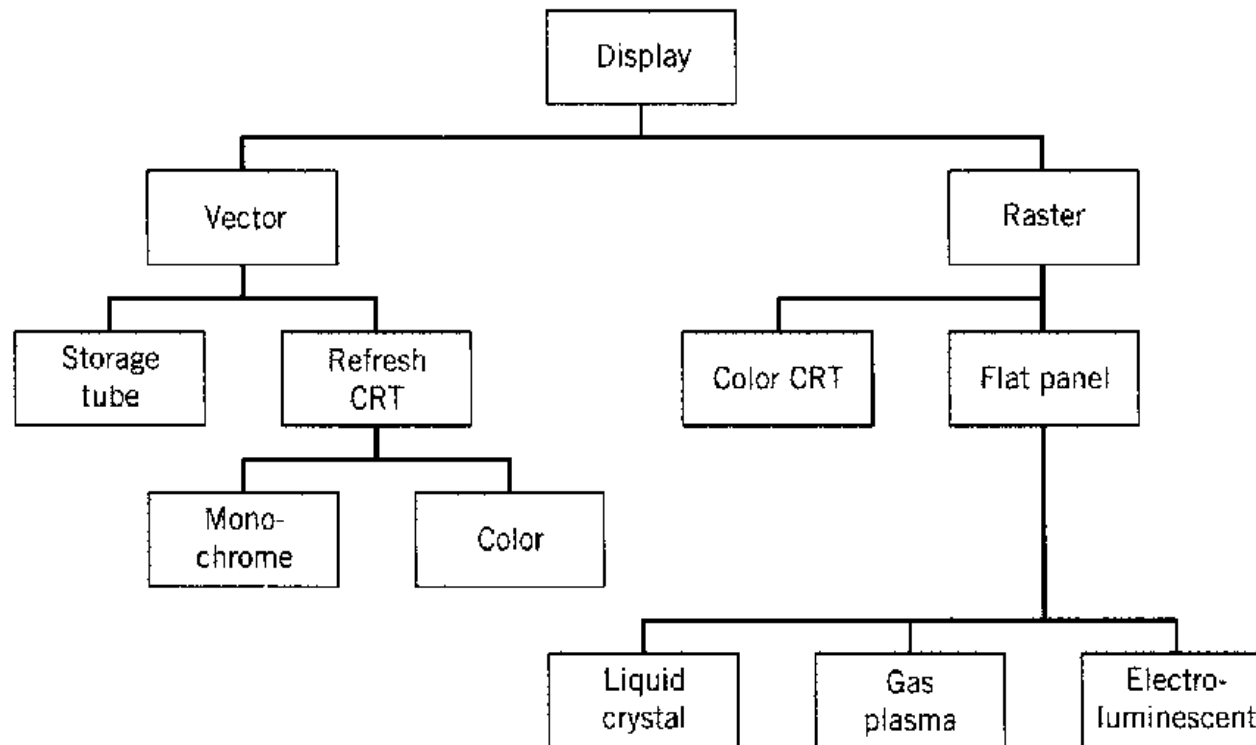 Display
Vector
Raster
Storage
tube
Refresh
CRT
Color CRT
Flat panel
Mono-
chrome
Color
Liquid
crystal
Gas
plasma
Electro-
luminescent